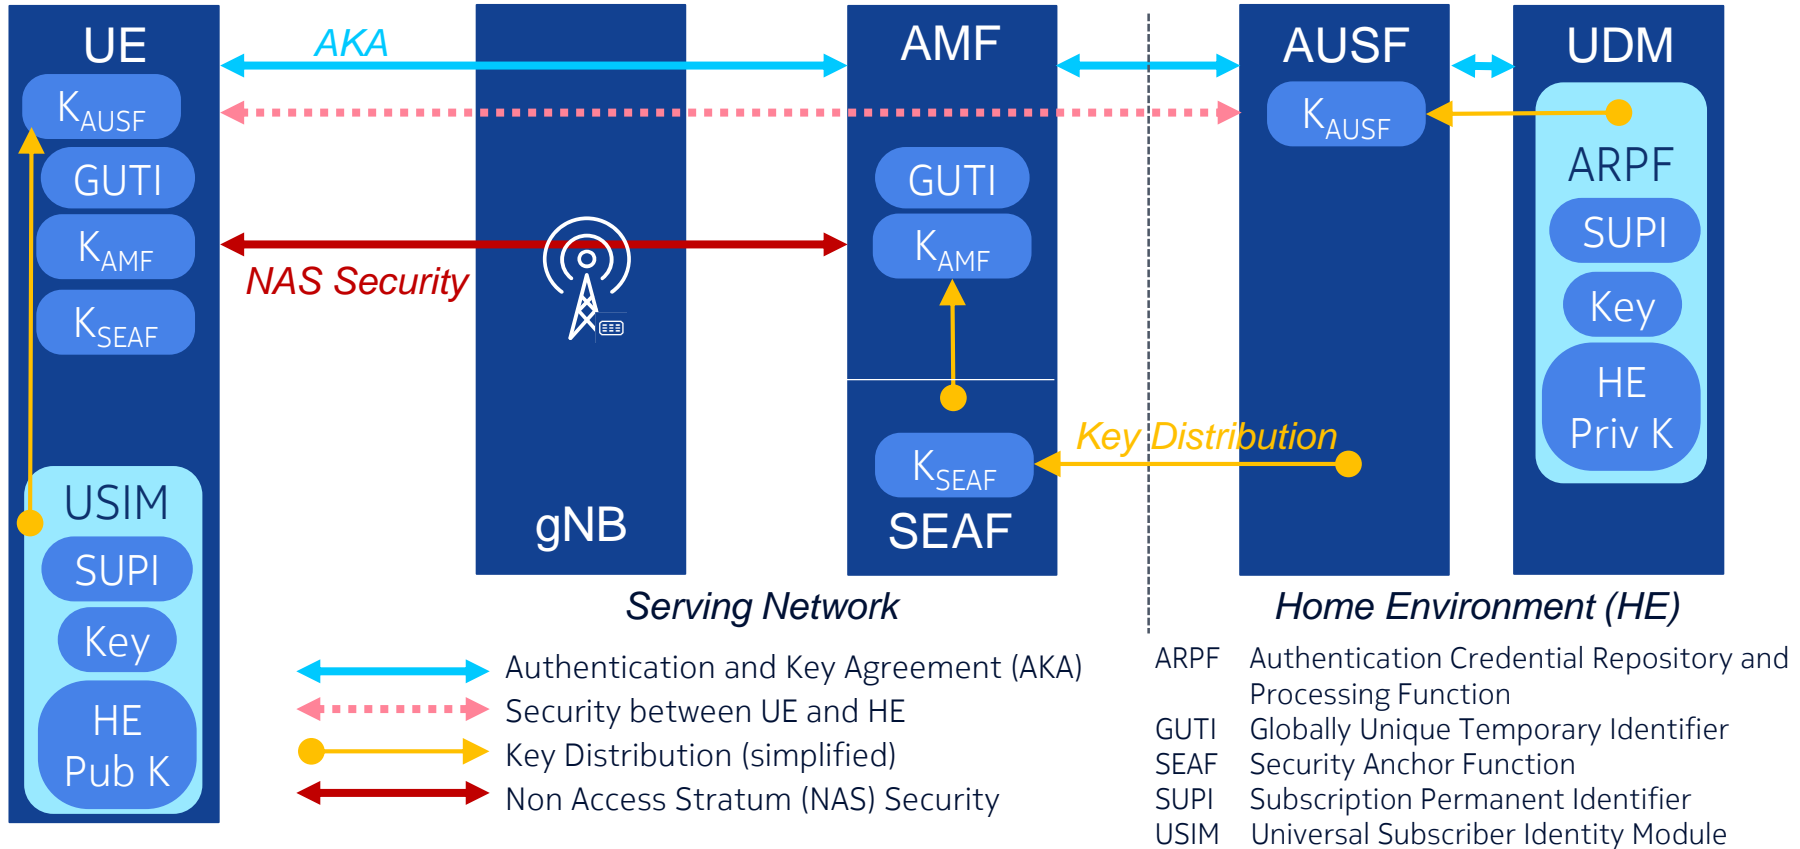 UE
AKA
AMF
AUSF
UDM
KAUSF
GUTI
KAMF
KSEAF
NAS Security
USIM
SUPI
Key
HE
Pub K
gNB
GUTI
KAMF
KSEAF
SEAF
Key Distribution
KAUSF
ARPF
SUPI
Key
HE
Priv K
Serving Network
Home Environment (HE)
Authentication and Key Agreement (AKA)
Security between UE and HE
Key Distribution (simplified)
Non Access Stratum (NAS) Security
ARPF Authentication Credential Repository and
Processing Function
GUTI Globally Unique Temporary Identifier
SEAF Security Anchor Function
SUPI Subscription Permanent Identifier
USIM Universal Subscriber Identity Module